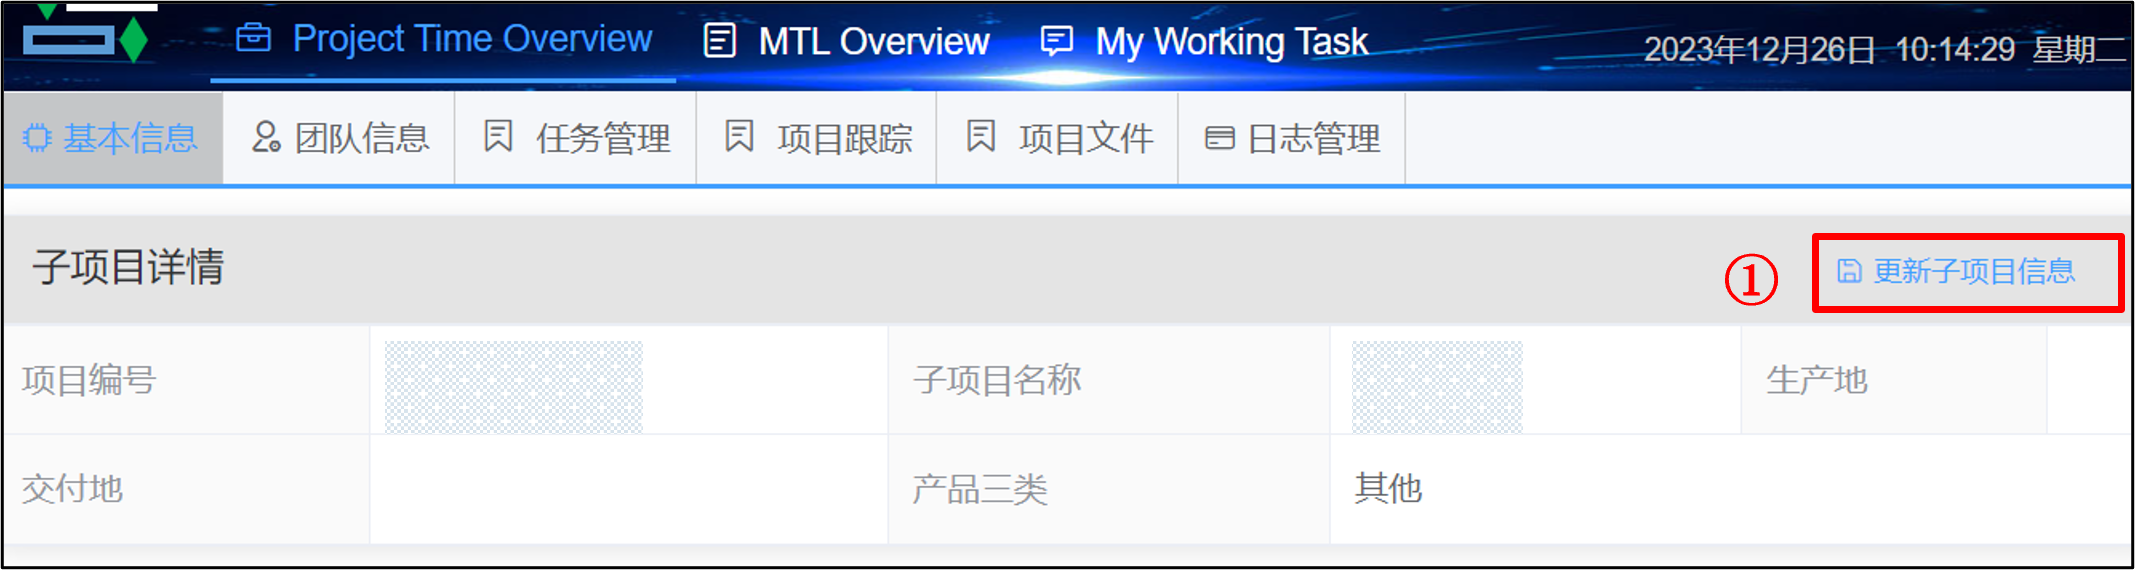 Project Time Overview MTL Overview My Working Task 2023年12月26日 10:14:29 星期二
基本信息 团队信息 任务管理 项目跟踪 项目文件 日志管理
子项目详情 ① 更新子项目信息
项目编号 子项目名称 生产地
交付地 产品三类 其他